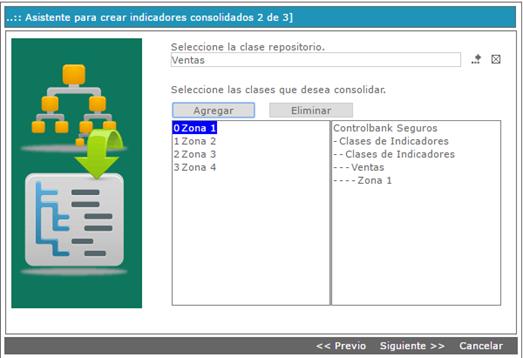 ..:: Asistente para crear indicadores consolidados 2 de 3]
Seleccione la clase repositorio.
Ventas
Seleccione las clases que desea consolidar.
Agregar Eliminar
0 Zona 1
1 Zona 2
2 Zona 3
3 Zona 4
Controlbank Seguros
- Clases de Indicadores
-- Clases de Indicadores
--- Ventas
---- Zona 1
<< Previo Siguiente >> Cancelar